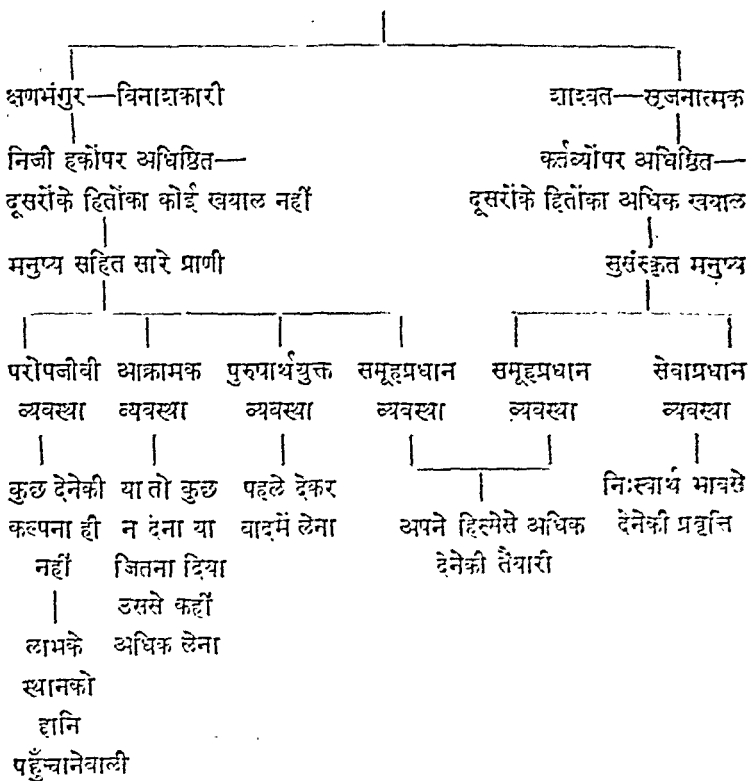 क्षणभंगुर—विनाशकारी
शाश्वत—सृजनात्मक
निजी हकोंपर अधिष्ठित—
दूसरोंके हितोंका कोई खयाल नहीं
कर्तव्योंपर अधिष्ठित—
दूसरोंके हितोंका अधिक खयाल
मनुष्य सहित सारे प्राणी
सुसंस्कृत मनुष्य
परोपजीवी
व्यवस्था
आक्रामक
व्यवस्था
पुरुषार्थयुक्त
व्यवस्था
समूहप्रधान
व्यवस्था
समूहप्रधान
व्यवस्था
सेवाप्रधान
व्यवस्था
कुछ देनेकी
कल्पना ही
नहीं
लाभके
स्थानको
हानि
पहुँचानेवाली
या तो कुछ
न देना या
जितना दिया
उससे कहीं
अधिक लेना
पहले देकर
बादमें लेना
अपने हिस्सेसे अधिक
देनेकी तैयारी
निःस्वार्थ भावसे
देनेकी प्रवृत्ति